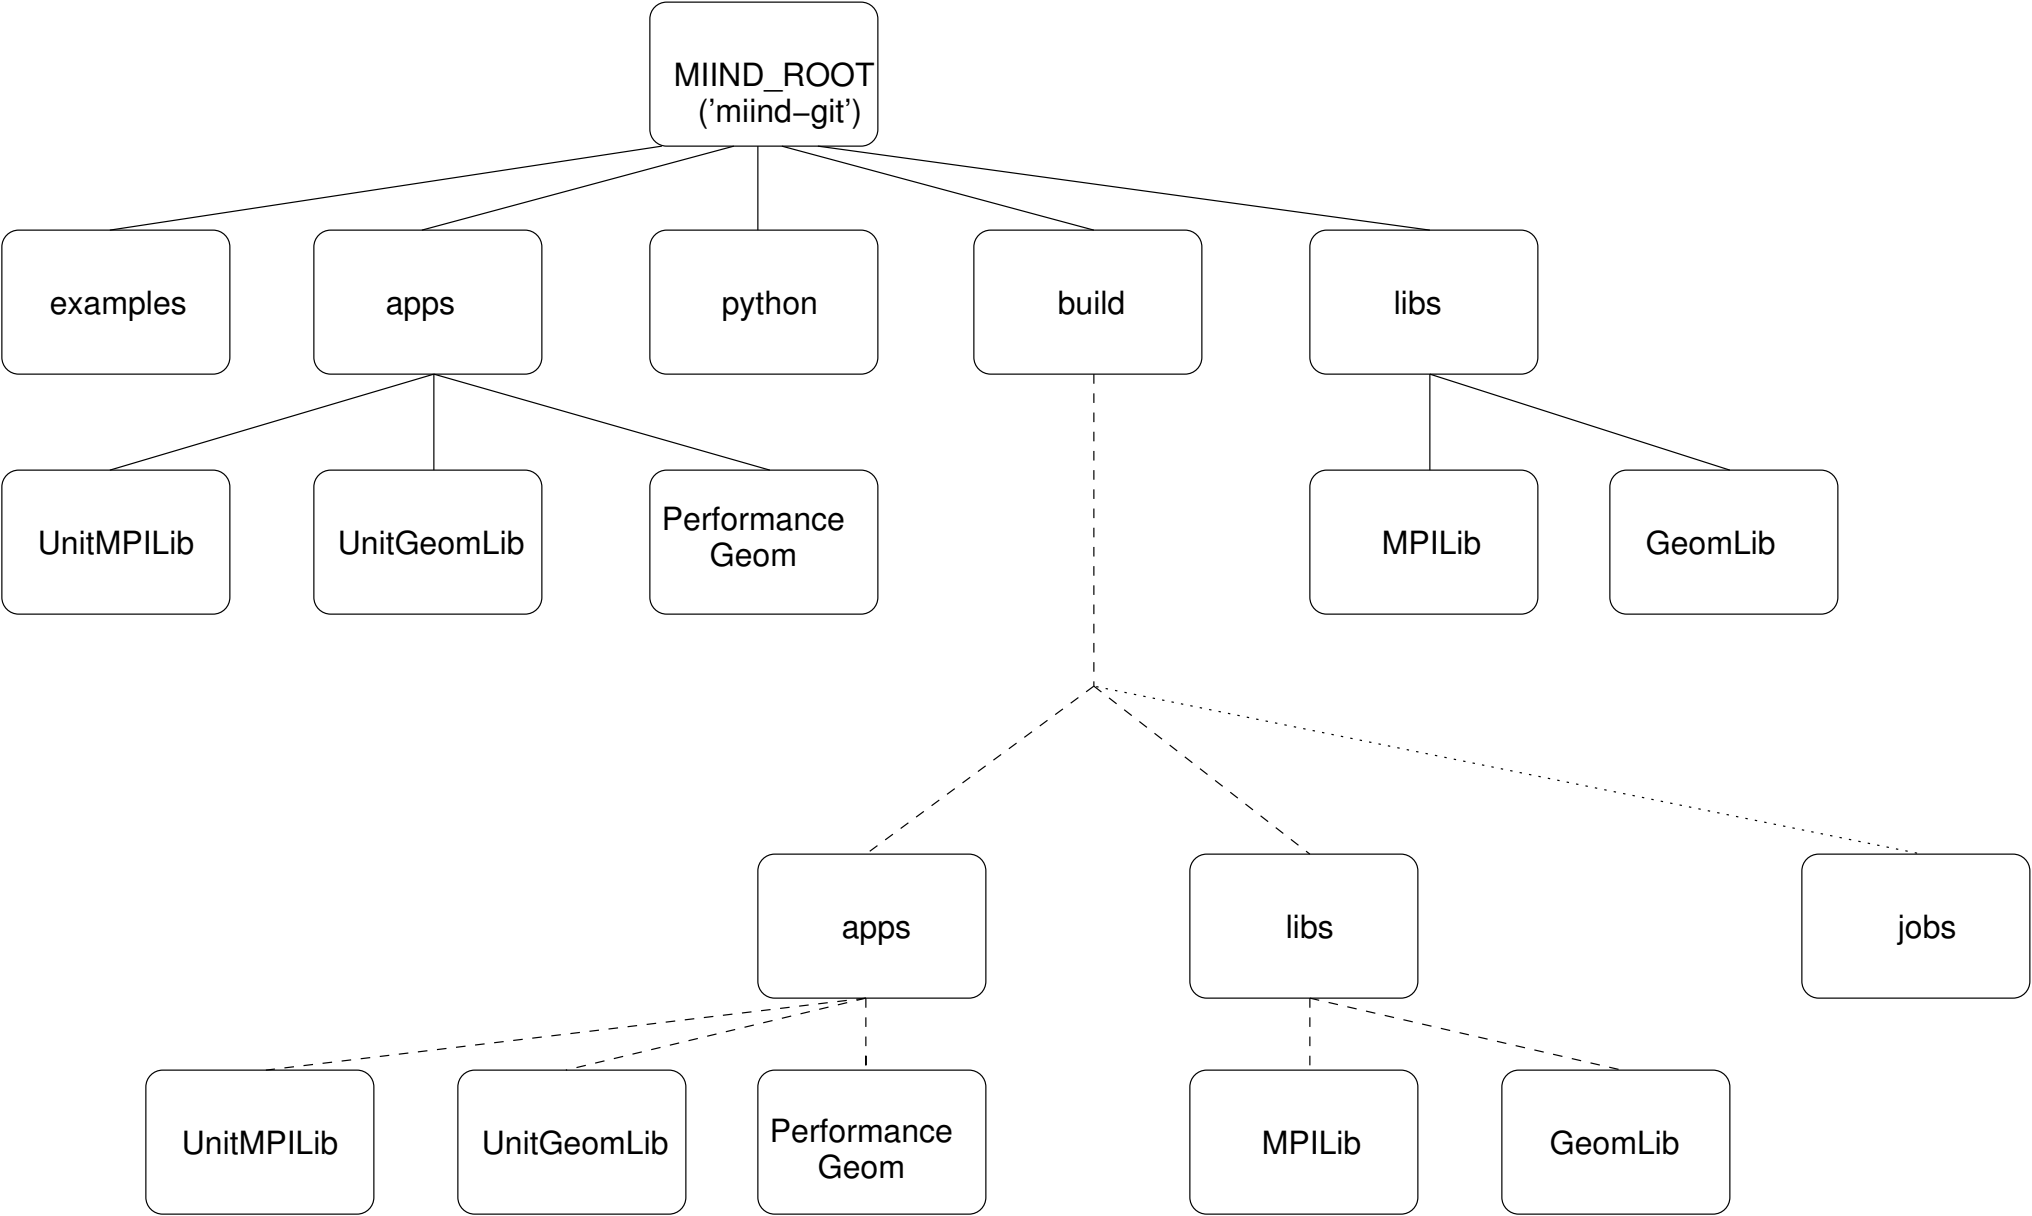 MIIND_ROOT
('miind−git')
examples
apps
python
build
libs
UnitMPILib
UnitGeomLib
Performance
Geom
MPILib
GeomLib
apps
libs
jobs
UnitMPILib
UnitGeomLib
Performance
Geom
MPILib
GeomLib